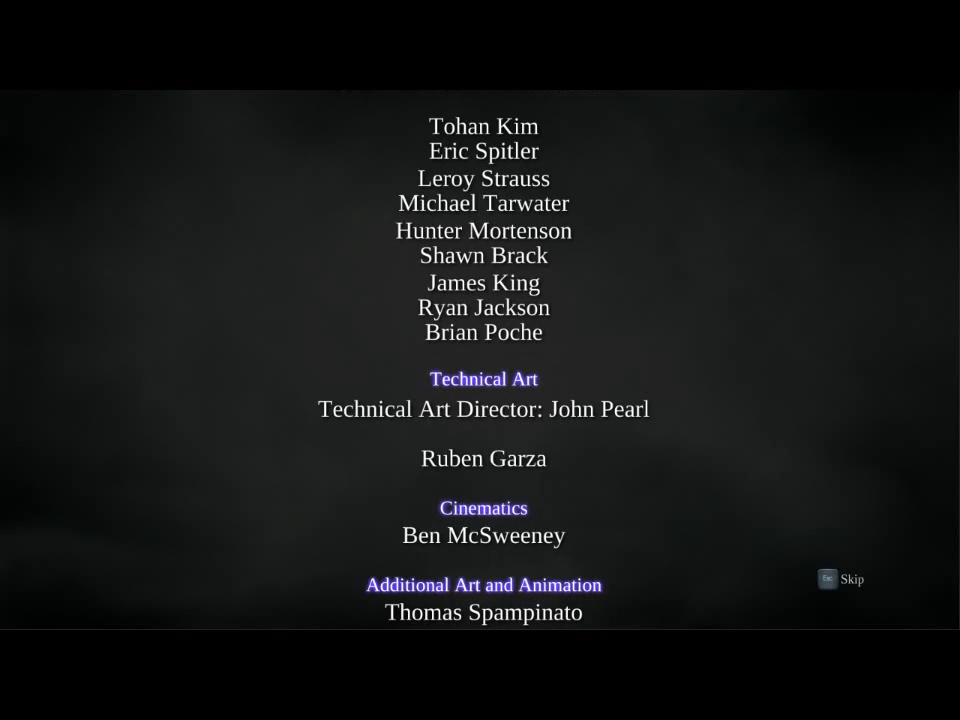 Tohan Kim
Eric Spitler
Leroy Strauss
Michael Tarwater
Hunter Mortenson
Shawn Brack
James King
Ryan Jackson
Brian Poche
Technical Art
Technical Art Director: John Pearl
Ruben Garza
Cinematics
Ben McSweeney
Esc Skip
Additional Art and Animation
Thomas Spampinato